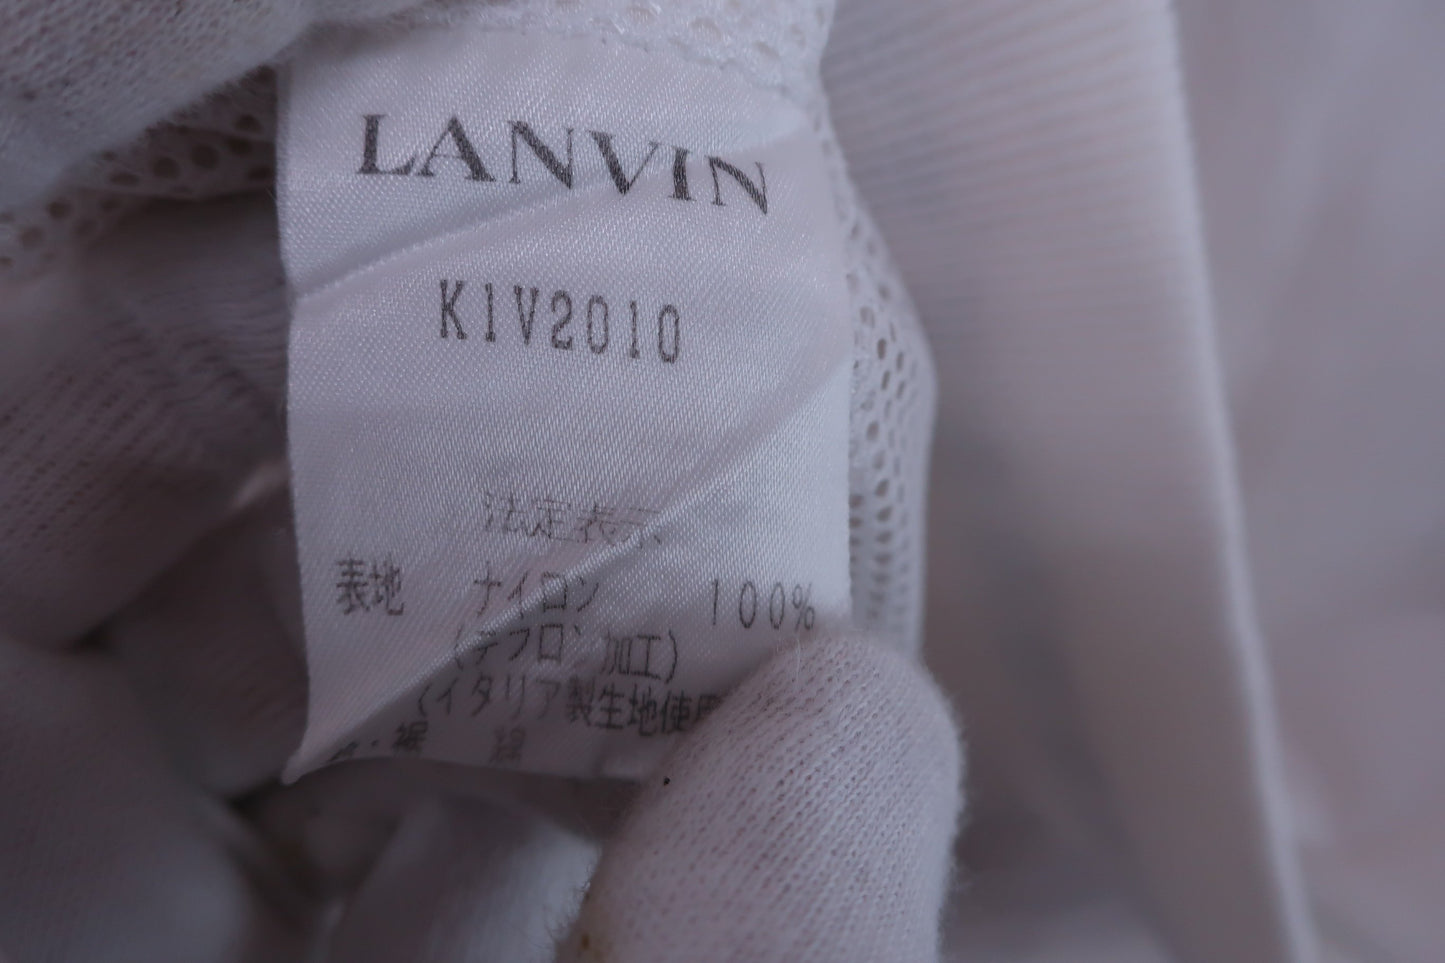 LANVIN
K1V2010
法定表示
表地 ナイロン 100%
(テフロン加工)
(イタリア製生地使用